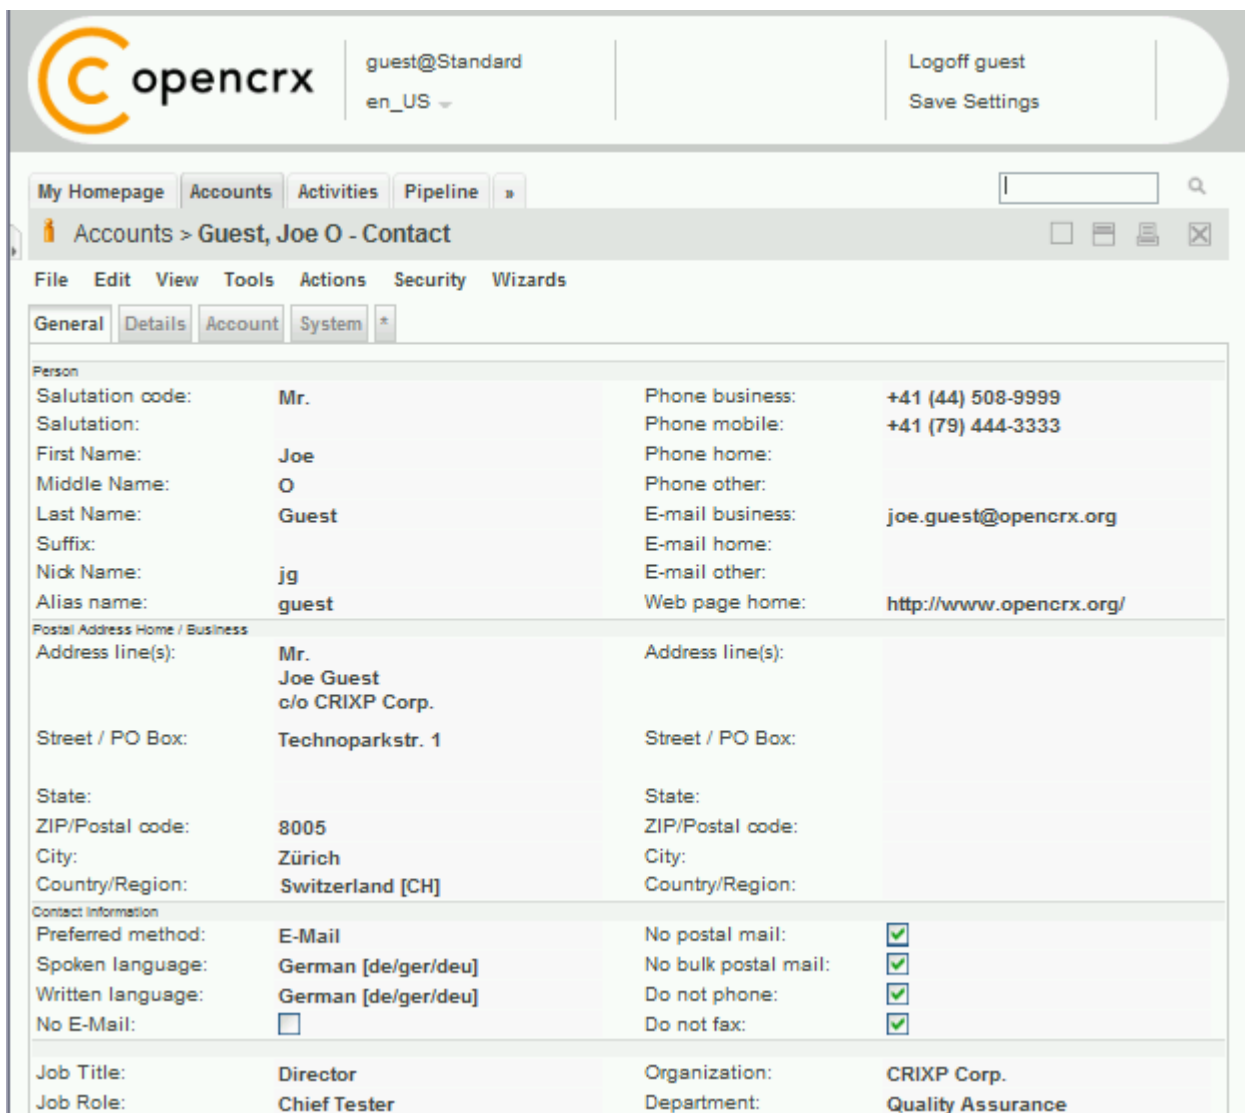 opencrx
guest@Standard
en_US
Logoff guest
Save Settings
My Homepage Accounts Activities Pipeline »
Accounts > Guest, Joe O - Contact
File Edit View Tools Actions Security Wizards
General Details Account System *
Person
Salutation code: Mr. Phone business: +41 (44) 508-9999
Salutation: Phone mobile: +41 (79) 444-3333
First Name: Joe Phone home:
Middle Name: O Phone other:
Last Name: Guest E-mail business: joe.guest@opencrx.org
Suffix: E-mail home:
Nick Name: jg E-mail other:
Alias name: guest Web page home: http://www.opencrx.org/
Postal Address Home / Business
Address line(s): Mr. Address line(s):
Joe Guest
c/o CRIXP Corp.
Street / PO Box: Technoparkstr. 1 Street / PO Box:
State: State:
ZIP/Postal code: 8005 ZIP/Postal code:
City: Zürich City:
Country/Region: Switzerland [CH] Country/Region:
Contact Information
Preferred method: E-Mail No postal mail:
Spoken language: German [de/ger/deu] No bulk postal mail:
Written language: German [de/ger/deu] Do not phone:
No E-Mail: Do not fax:
Job Title: Director Organization: CRIXP Corp.
Job Role: Chief Tester Department: Quality Assurance